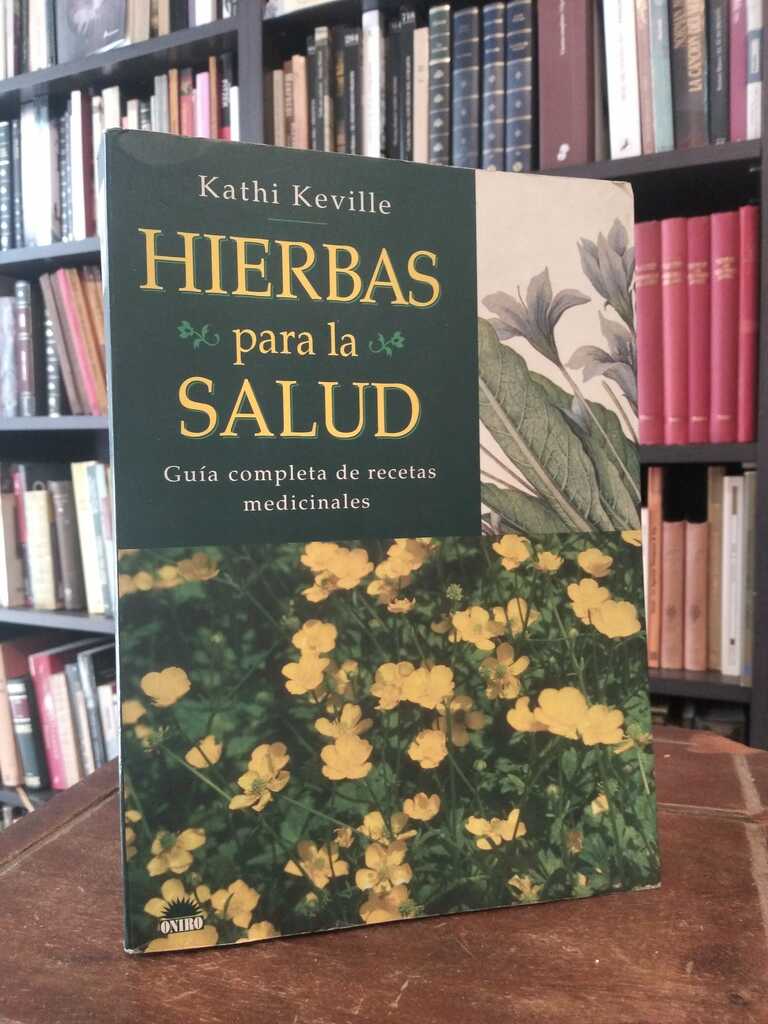 Kathi Keville
HIERBAS
para la
SALUD
Guía completa de recetas
medicinales
ONIRO